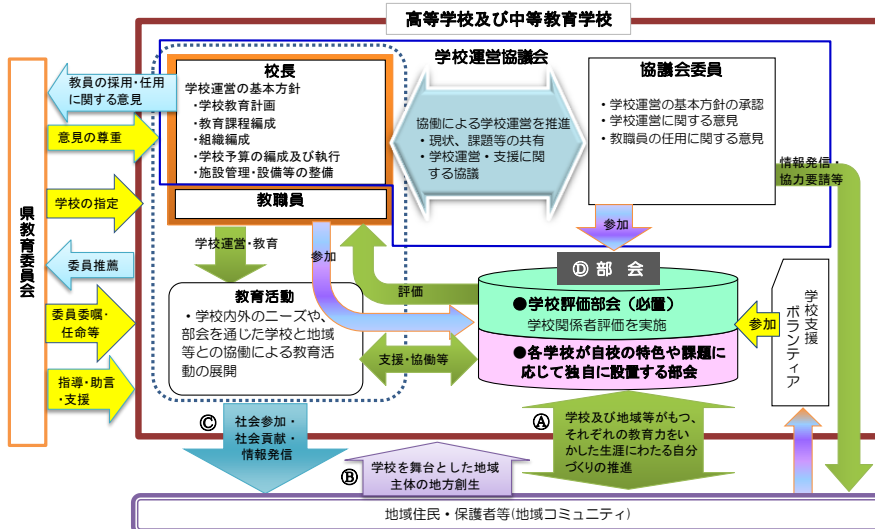 高等学校及び中等教育学校
学校運営協議会
校長
学校運営の基本方針
・学校教育計画
・教育課程編成
・組織編成
・学校予算の編成及び執行
・施設管理・設備等の整備
教職員
協働による学校運営を推進
・現状、課題等の共有
・学校運営・支援に関
する協議
協議会委員
・学校運営の基本方針の承認
・学校運営に関する意見
・教職員の任用に関する意見
県教育委員会
教員の採用・任用
に関する意見
意見の尊重
学校の指定
委員推薦
委員委嘱・
任命等
指導・助言
・支援
情報発信・
協力要請等
学校運営・教育
参加
評価
参加
Ⓓ 部 会
●学校評価部会（必置）
学校関係者評価を実施
●各学校が自校の特色や課題に
応じて独自に設置する部会
参加
学校支援
ボランティア
教育活動
・学校内外のニーズや、
部会を通じた学校と地域
等との協働による教育活
動の展開
支援・協働等
Ⓒ
社会参加・
社会貢献・
情報発信
Ⓑ
学校を舞台とした地域
主体の地方創生
Ⓐ
学校及び地域等がもつ、
それぞれの教育力をい
かした生涯にわたる自分
づくりの推進
地域住民・保護者等(地域コミュニティ)